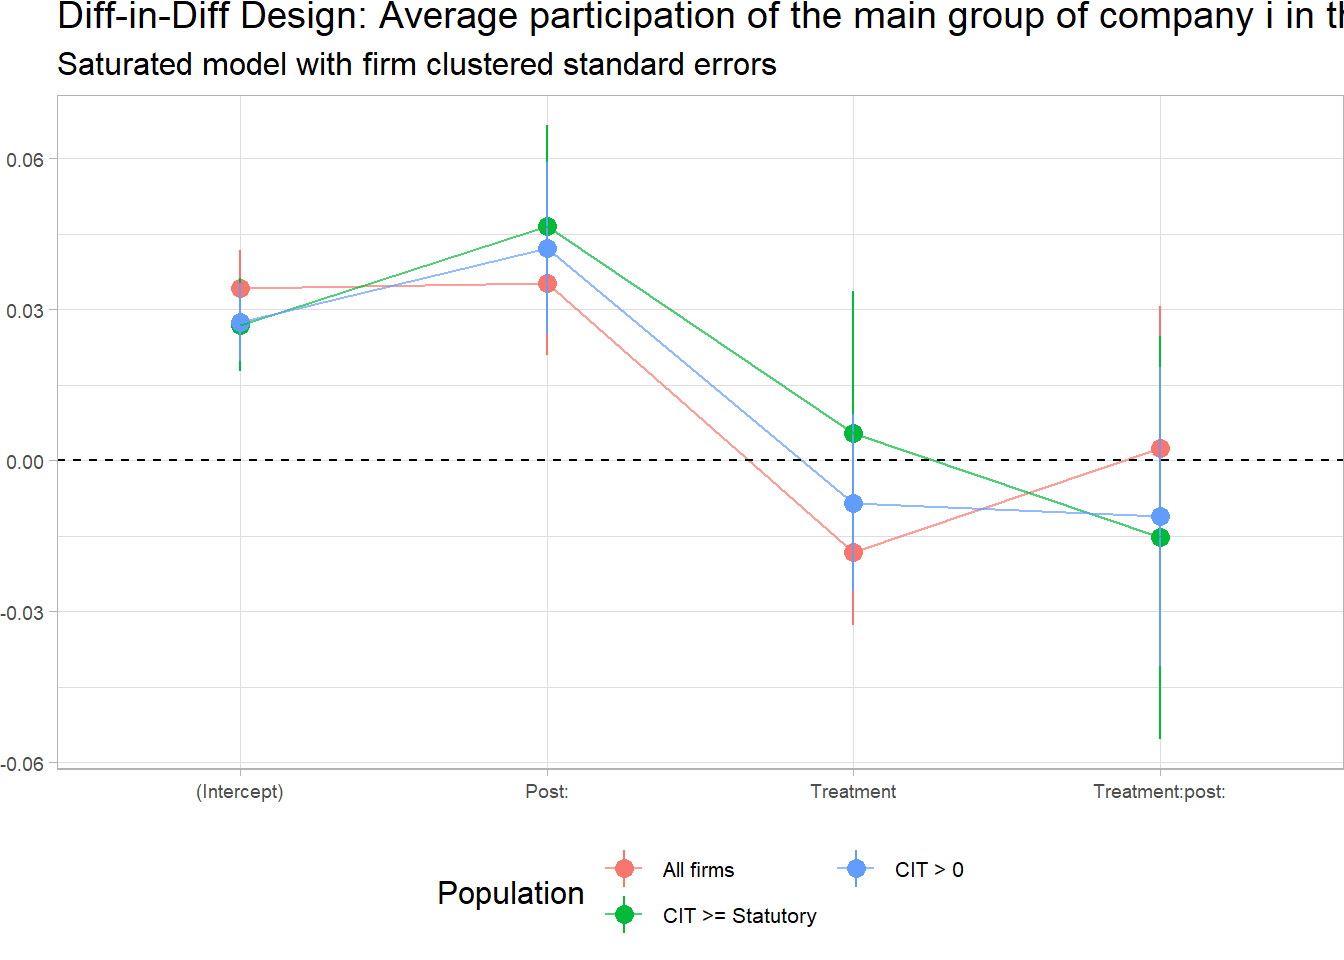 Diff-in-Diff Design: Average participation of the main group of company i in
Saturated model with firm clustered standard errors
0.06
0.03
0.00
-0.03
-0.06
(Intercept) Post: Treatment Treatment:post:
Population
All firms
CIT > 0
CIT >= Statutory